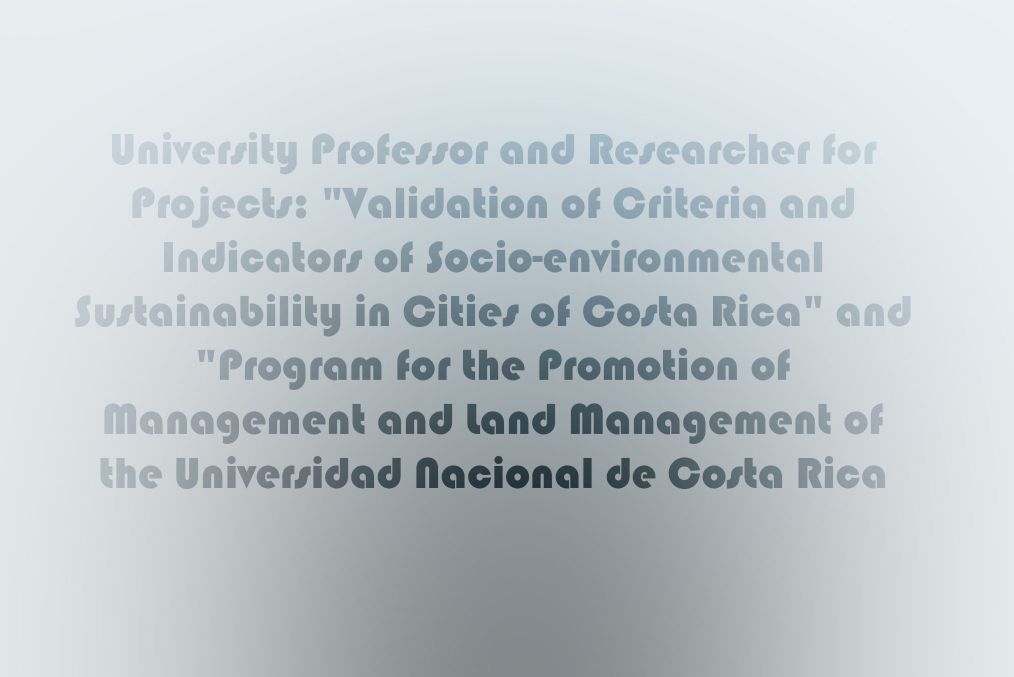 University Professor and Researcher for
Projects: "Validation of Criteria and
Indicators of Socio-environmental
Sustainability in Cities of Costa Rica" and
"Program for the Promotion of
Management and Land Management of
the Universidad Nacional de Costa Rica